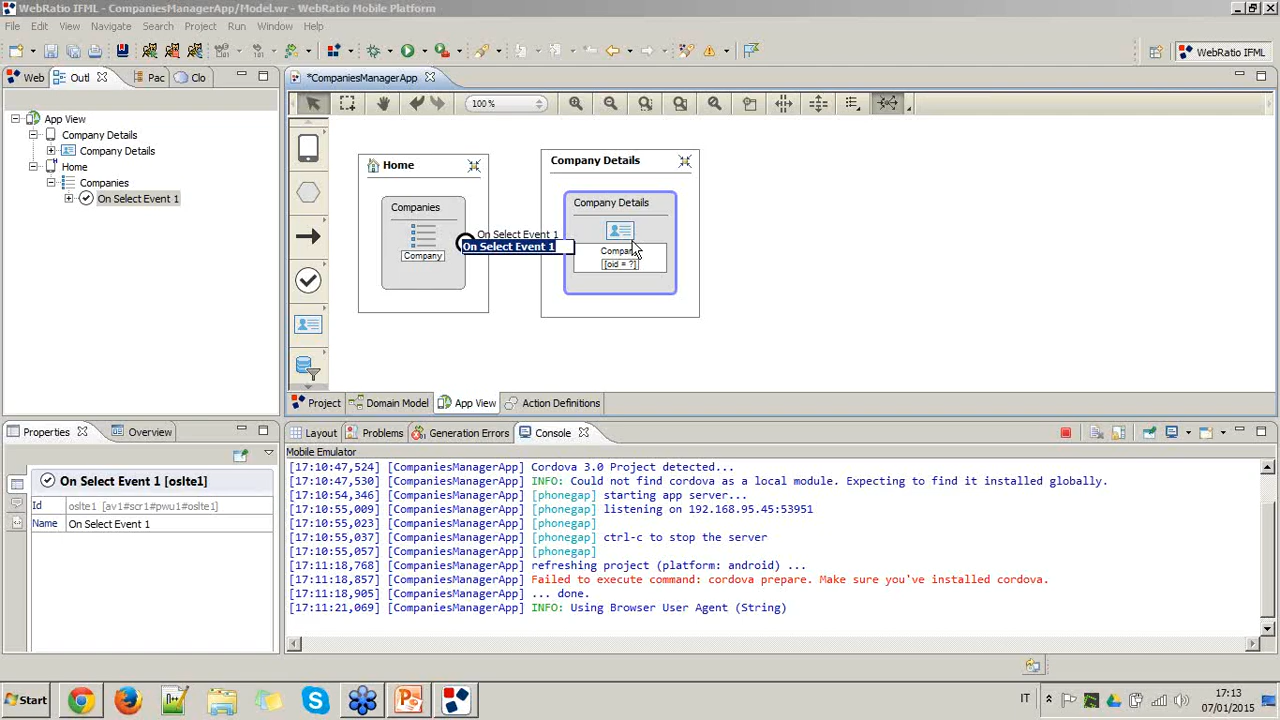 WebRatio IFML - CompaniesManagerApp/Model.wr - WebRatio Mobile Platform
File Edit View Navigate Search Project Run Window Help
WebRatio IFML
Web Outl Pac Clo
*CompaniesManagerApp
100%
App View
Company Details
Company Details
Home
Companies
On Select Event 1
Home
Companies
Company
On Select Event 1
On Select Event 1
Company Details
Company Details
Company
[oid = ?]
Project Domain Model App View Action Definitions
Properties Overview
On Select Event 1 [oslte1]
Id oslte1 [av1#scr1#pwu1#oslte1]
Name On Select Event 1
Layout Problems Generation Errors Console
Mobile Emulator
[17:10:47,524] [CompaniesManagerApp] Cordova 3.0 Project detected...
[17:10:47,530] [CompaniesManagerApp] INFO: Could not find cordova as a local module. Expecting to find it installed globally.
[17:10:54,346] [CompaniesManagerApp] [phonegap] starting app server...
[17:10:55,009] [CompaniesManagerApp] [phonegap] listening on 192.168.95.45:53951
[17:10:55,023] [CompaniesManagerApp] [phonegap]
[17:10:55,037] [CompaniesManagerApp] [phonegap] ctrl-c to stop the server
[17:10:55,057] [CompaniesManagerApp] [phonegap]
[17:11:18,768] [CompaniesManagerApp] refreshing project (platform: android) ...
[17:11:18,857] [CompaniesManagerApp] Failed to execute command: cordova prepare. Make sure you've installed cordova.
[17:11:18,905] [CompaniesManagerApp] ... done.
[17:11:21,069] [CompaniesManagerApp] INFO: Using Browser User Agent (String)
Start
IT
17:13
07/01/2015